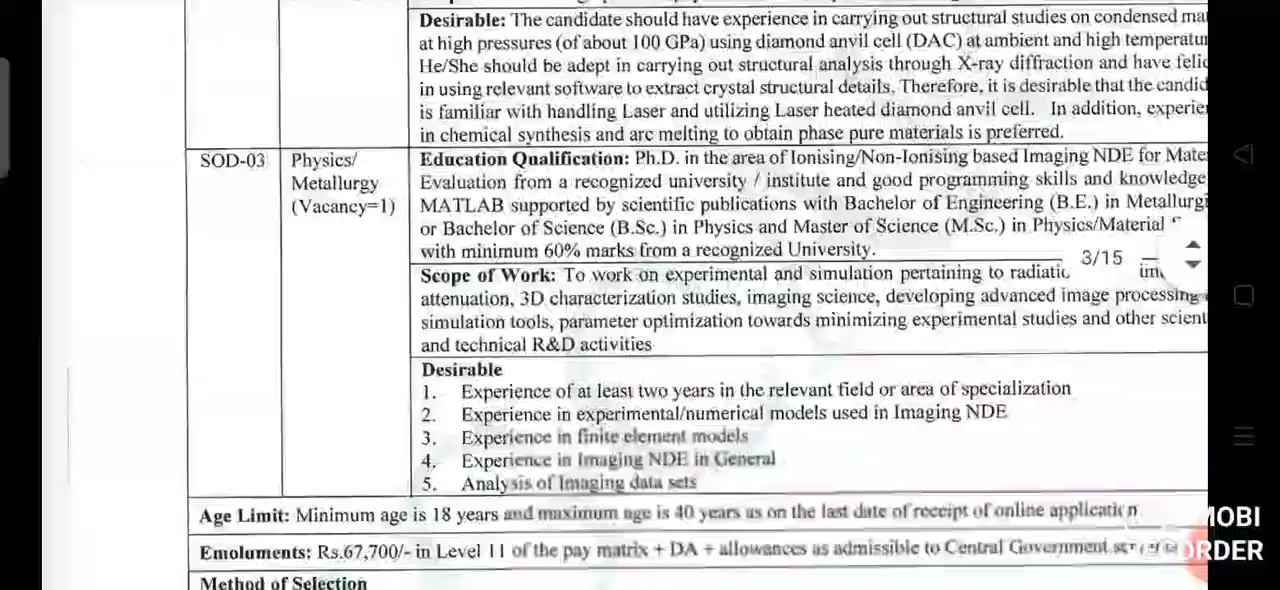 Desirable: The candidate should have experience in carrying out structural studies on condensed
at high pressures (of about 100 GPa) using diamond anvil cell (DAC) at ambient and high
He/She should be adept in carrying out structural analysis through X-ray diffraction and have
in using relevant software to extract crystal structural details. Therefore, it is desirable that the
is familiar with handling Laser and utilizing Laser heated diamond anvil cell. In addition,
in chemical synthesis and arc melting to obtain phase pure materials is preferred.
SOD-03
Physics/
Metallurgy
(Vacancy=1)
Education Qualification: Ph.D. in the area of Ionising/Non-Ionising based Imaging NDE for
Evaluation from a recognized university / institute and good programming skills and knowledge
MATLAB supported by scientific publications with Bachelor of Engineering (B.E.) in
or Bachelor of Science (B.Sc.) in Physics and Master of Science (M.Sc.) in Physics/Material
with minimum 60% marks from a recognized University.
3/15
Scope of Work: To work on experimental and simulation pertaining to
attenuation, 3D characterization studies, imaging science, developing advanced image processing
simulation tools, parameter optimization towards minimizing experimental studies and other
and technical R&D activities
Desirable
1. Experience of at least two years in the relevant field or area of specialization
2. Experience in experimental/numerical models used in Imaging NDE
3. Experience in finite element models
4. Experience in Imaging NDE in General
5. Analysis of Imaging data sets
Age Limit: Minimum age is 18 years and maximum age is 40 years as on the last date of receipt of online application
Emoluments: Rs.67,700/- in Level 11 of the pay matrix + DA + allowances as admissible to Central Government
Method of Selection